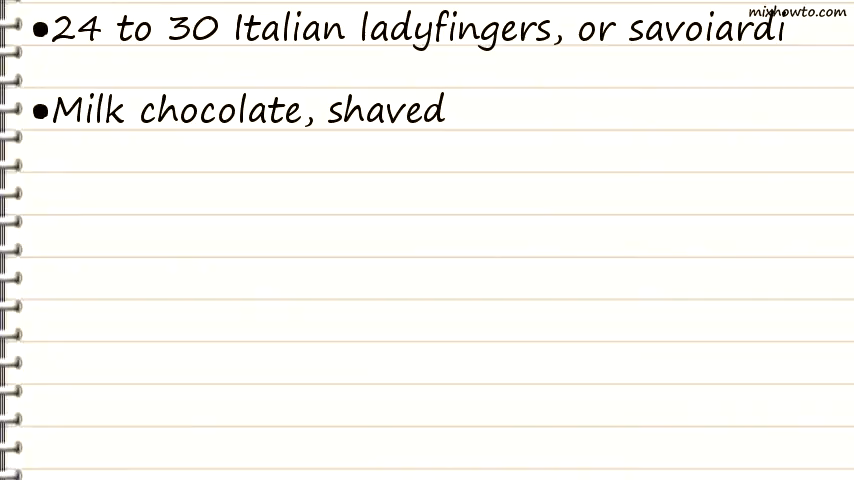 mixhowto.com
•24 to 30 Italian ladyfingers, or savoiardi
•Milk chocolate, shaved